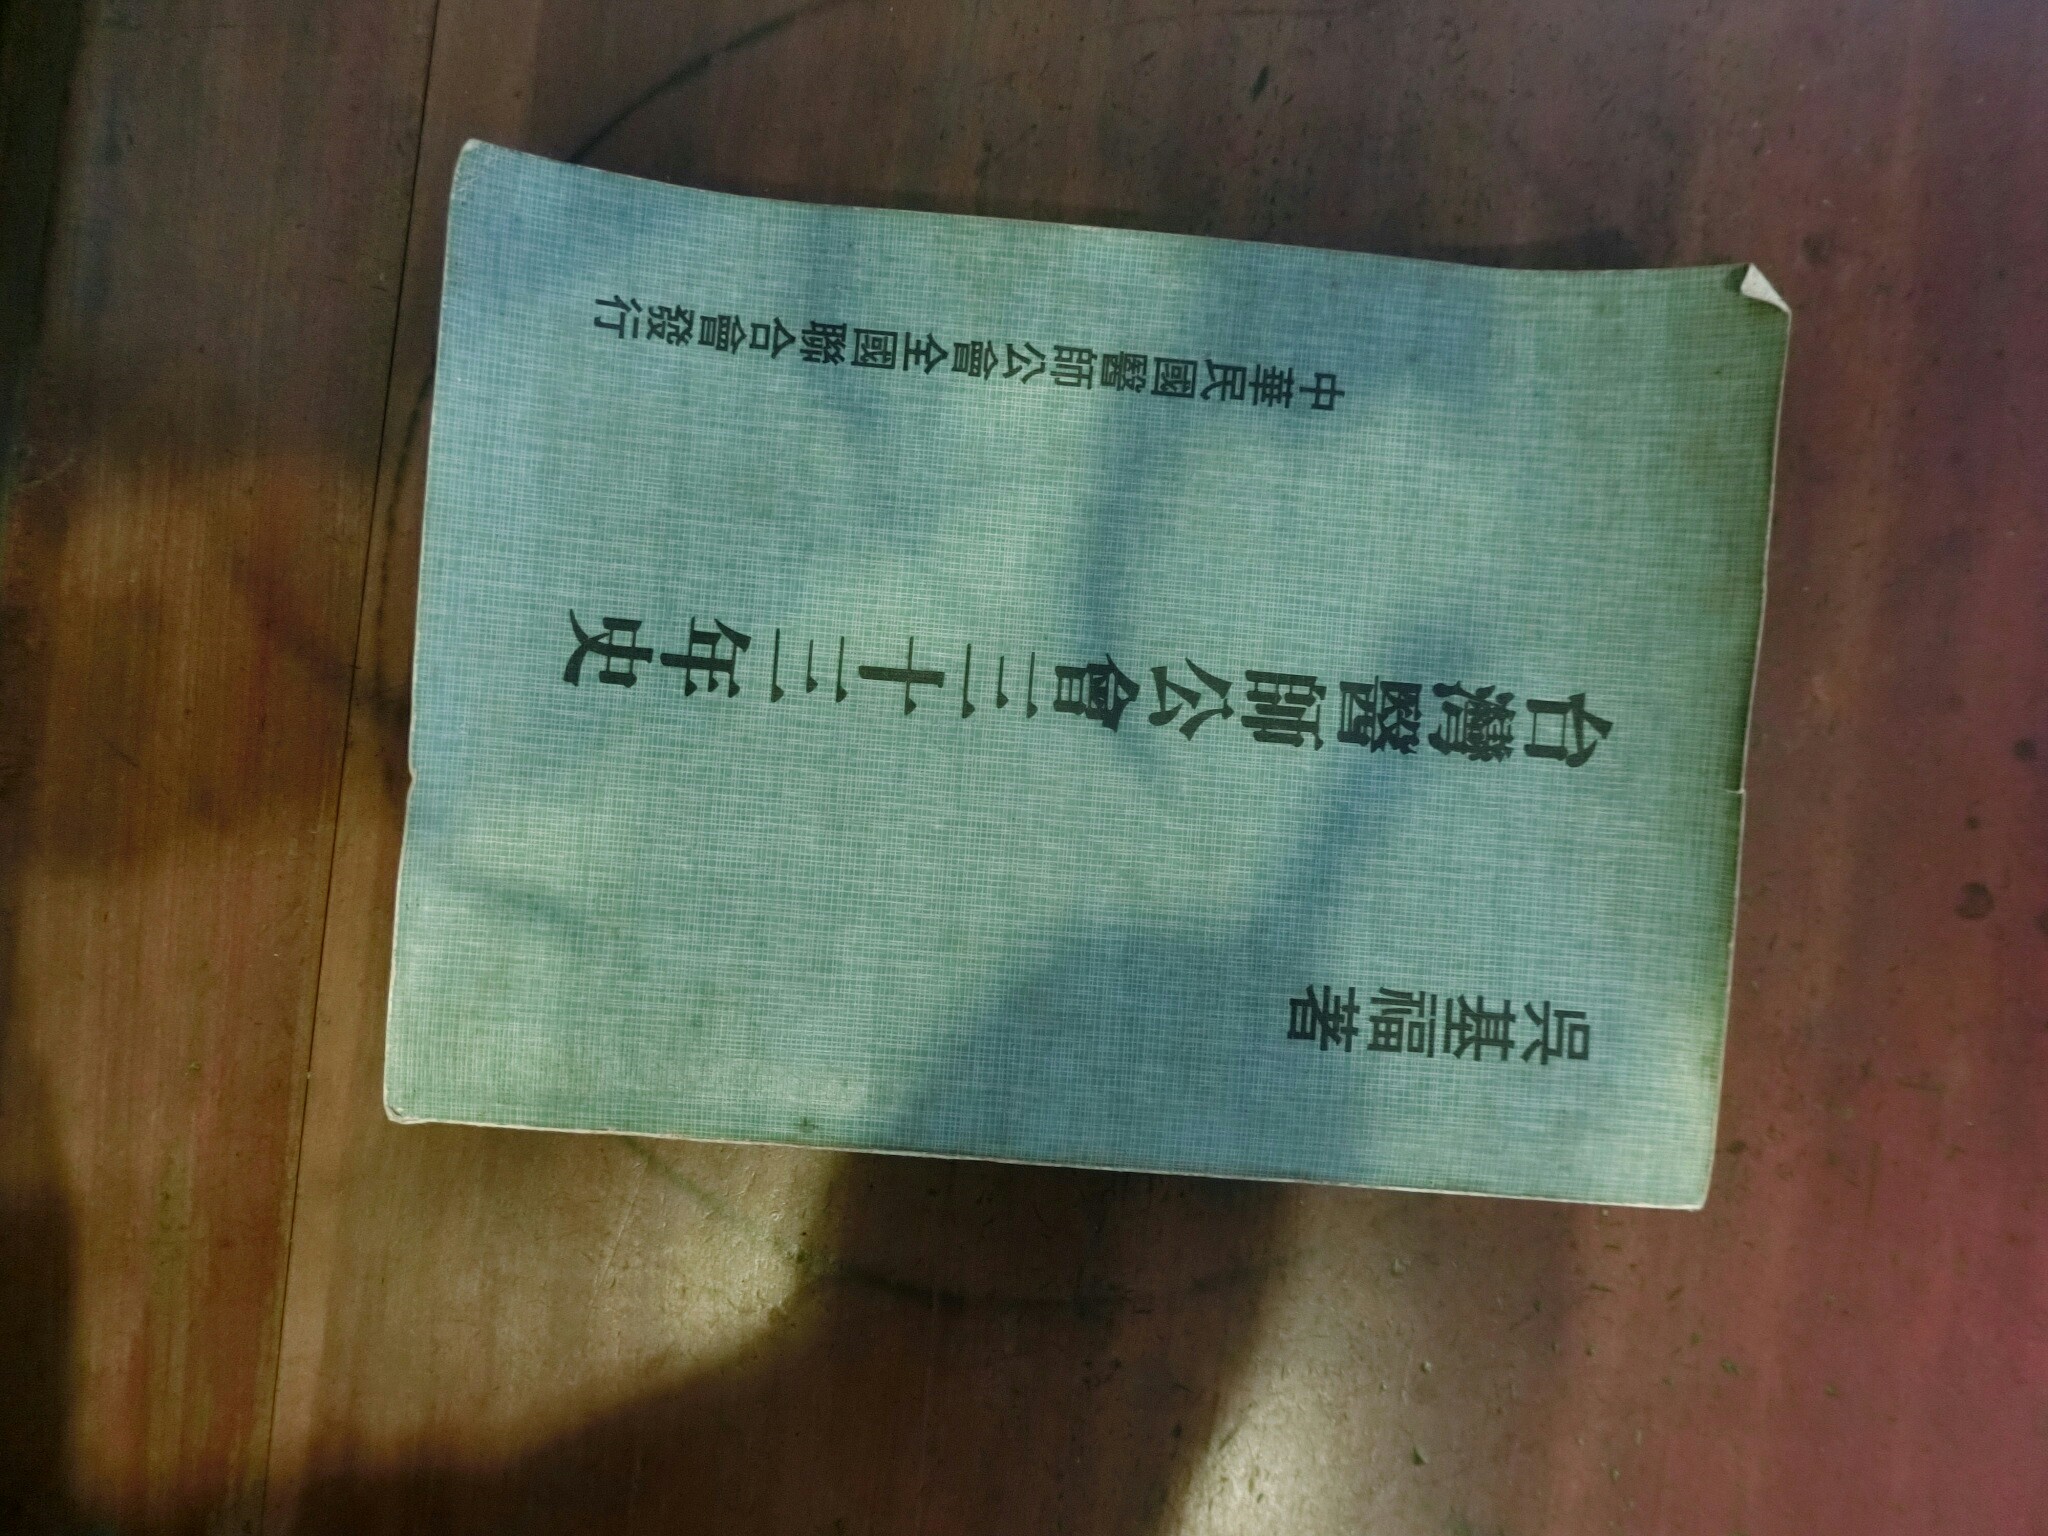 吳基福著
台灣醫師公會三十三年史
中華民國醫師公會全國聯合會發行